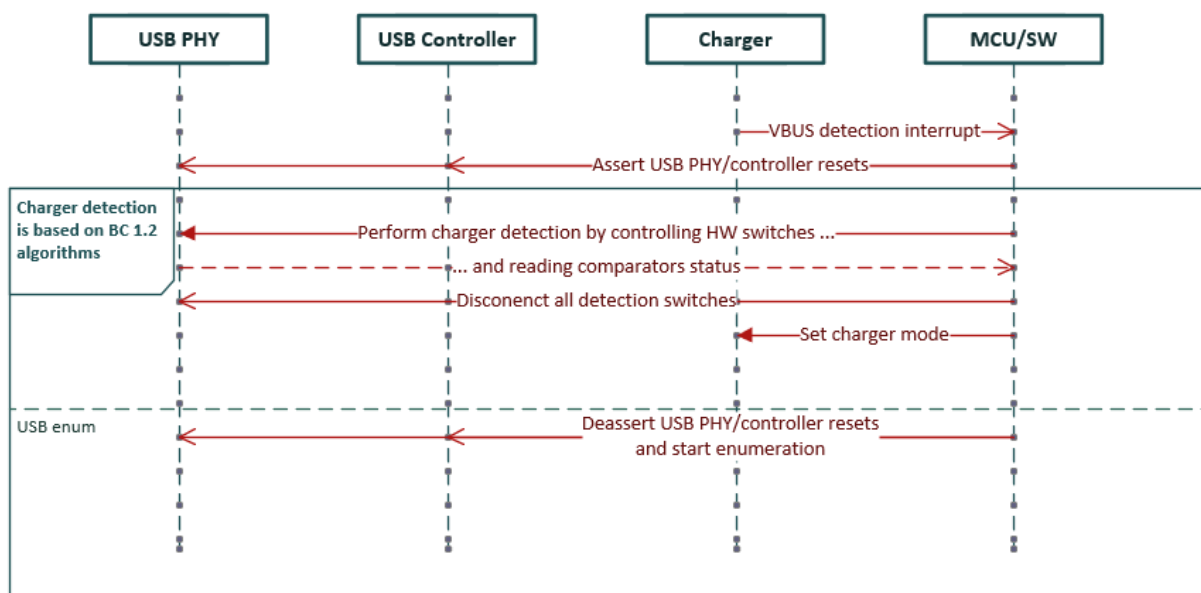 USB PHY
USB Controller
Charger
MCU/SW
VBUS detection interrupt
Assert USB PHY/controller resets
Charger detection
is based on BC 1.2
algorithms
Perform charger detection by controlling HW switches ...
... and reading comparators status
Disconenct all detection switches
Set charger mode
USB enum
Deassert USB PHY/controller resets
and start enumeration